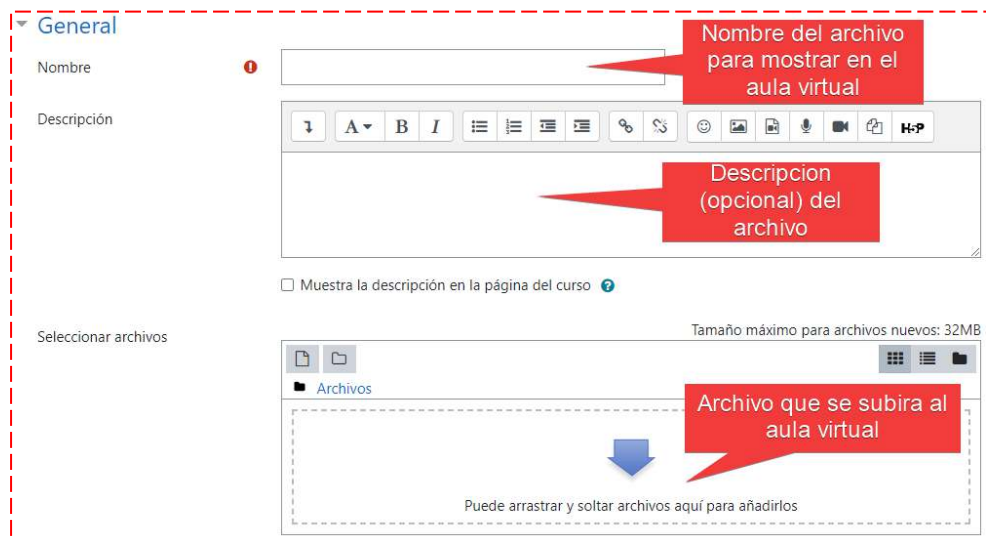 General
Nombre
Nombre del archivo
para mostrar en el
aula virtual
Descripción
A B I H-P
Descripcion
(opcional) del
archivo
Muestra la descripción en la página del curso ?
Seleccionar archivos
Tamaño máximo para archivos nuevos: 32MB
Archivos
Archivo que se subira al
aula virtual
Puede arrastrar y soltar archivos aquí para añadirlos